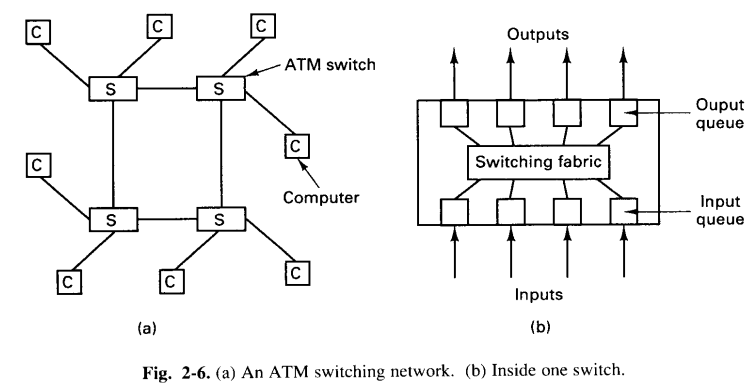 C
C
C
ATM switch
S
S
C
Computer
C
S
S
C
C
C
(a)
Outputs
Ouput
queue
Switching fabric
Input
queue
Inputs
(b)
Fig. 2-6. (a) An ATM switching network. (b) Inside one switch.